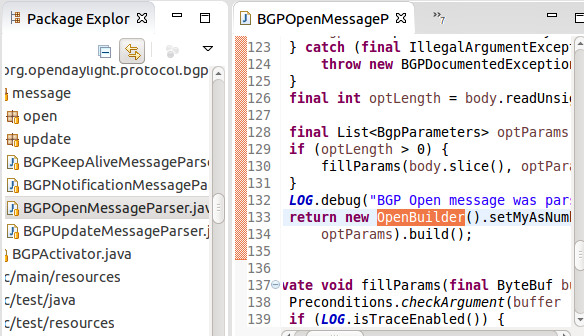 Package Explor
org.opendaylight.protocol.bgp
message
open
update
BGPKeepAliveMessageParse
BGPNotificationMessagePa
BGPOpenMessageParser.jav
BGPUpdateMessageParser.j
BGPActivator.java
c/main/resources
c/test/java
c/test/resources
BGPOpenMessageP
»7
123 } catch (final IllegalArgumentExcept
124 throw new BGPDocumentedException
125 }
126 final int optLength = body.readUnsig
127
128 final List<BgpParameters> optParams
129 if (optLength > 0) {
130 fillParams(body.slice(), optPara
131 }
132 LOG.debug("BGP Open message was pars
133 return new OpenBuilder().setMyAsNumb
134 optParams).build();
135
136
137 vate void fillParams(final ByteBuf bu
138 Preconditions.checkArgument(buffer
139 if (LOG.isTraceEnabled()) {